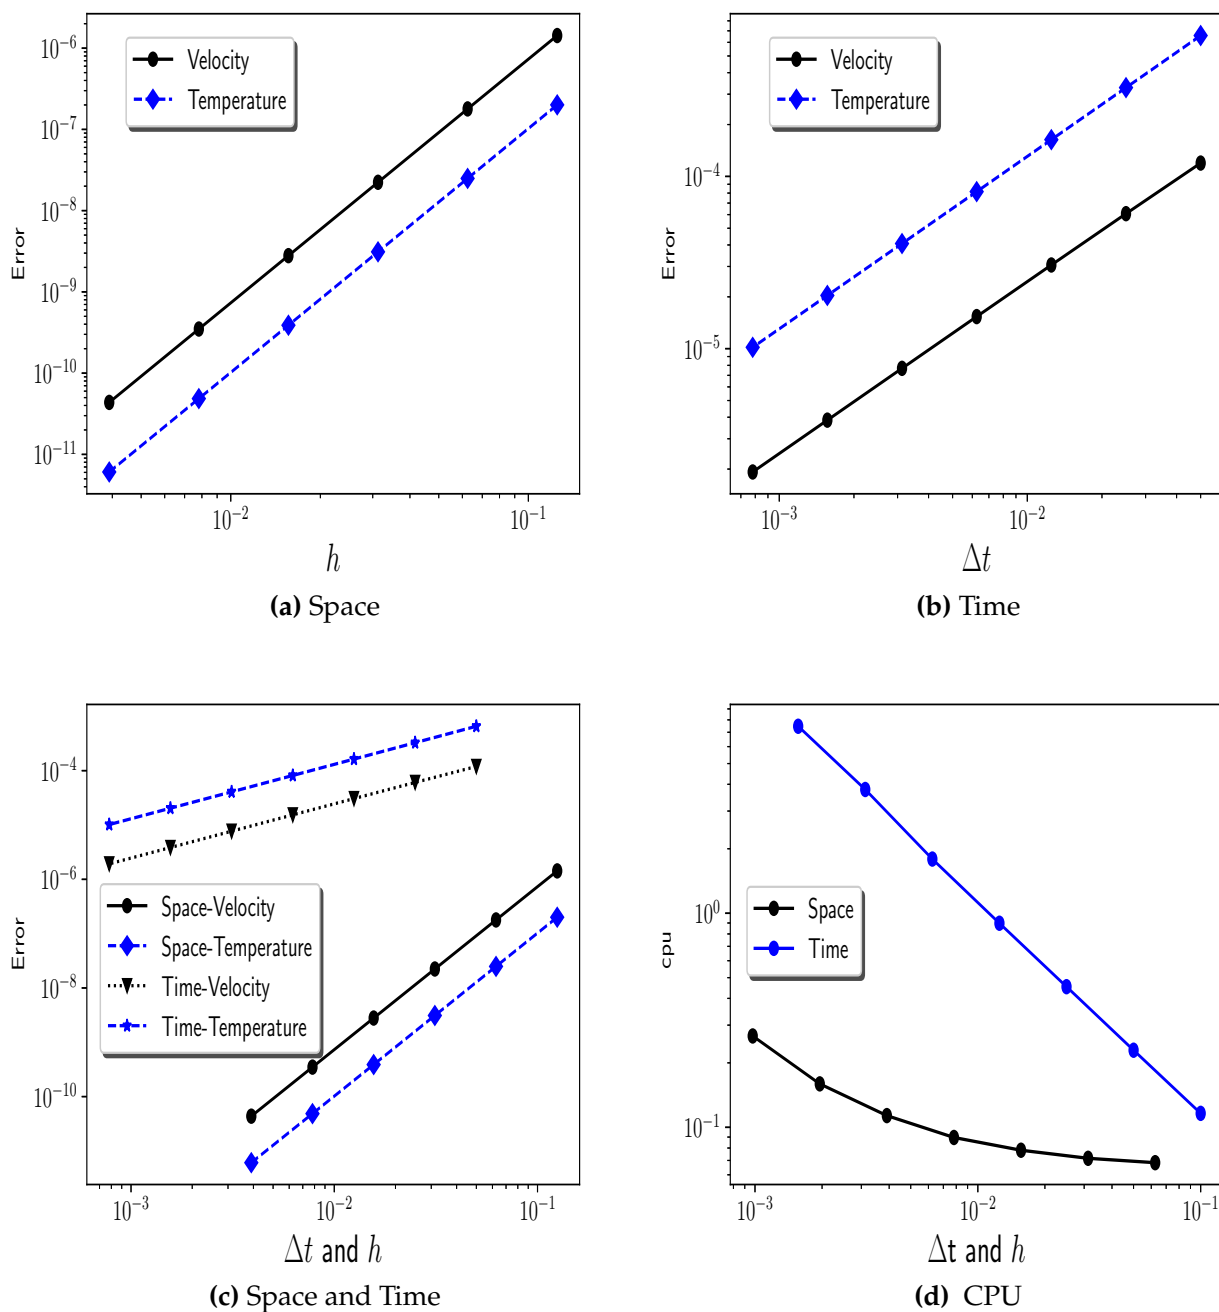 Velocity
Temperature
10^{-6}
10^{-7}
10^{-8}
10^{-9}
10^{-10}
10^{-11}
Error
10^{-2}
10^{-1}
h
(a) Space
Velocity
Temperature
10^{-4}
10^{-5}
Error
10^{-3}
10^{-2}
Δt
(b) Time
10^{-4}
10^{-6}
10^{-8}
10^{-10}
Error
Space-Velocity
Space-Temperature
Time-Velocity
Time-Temperature
10^{-3}
10^{-2}
10^{-1}
Δt and h
(c) Space and Time
10^{0}
10^{-1}
cpu
Space
Time
10^{-3}
10^{-2}
10^{-1}
Δt and h
(d) CPU